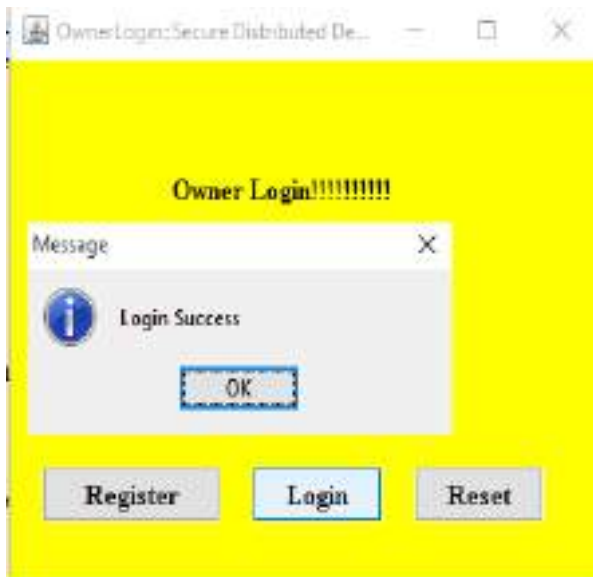 OwnerLogin::Secure Distributed De...
Owner Login!!!!!!!!!!
Message
Login Success
OK
Register
Login
Reset